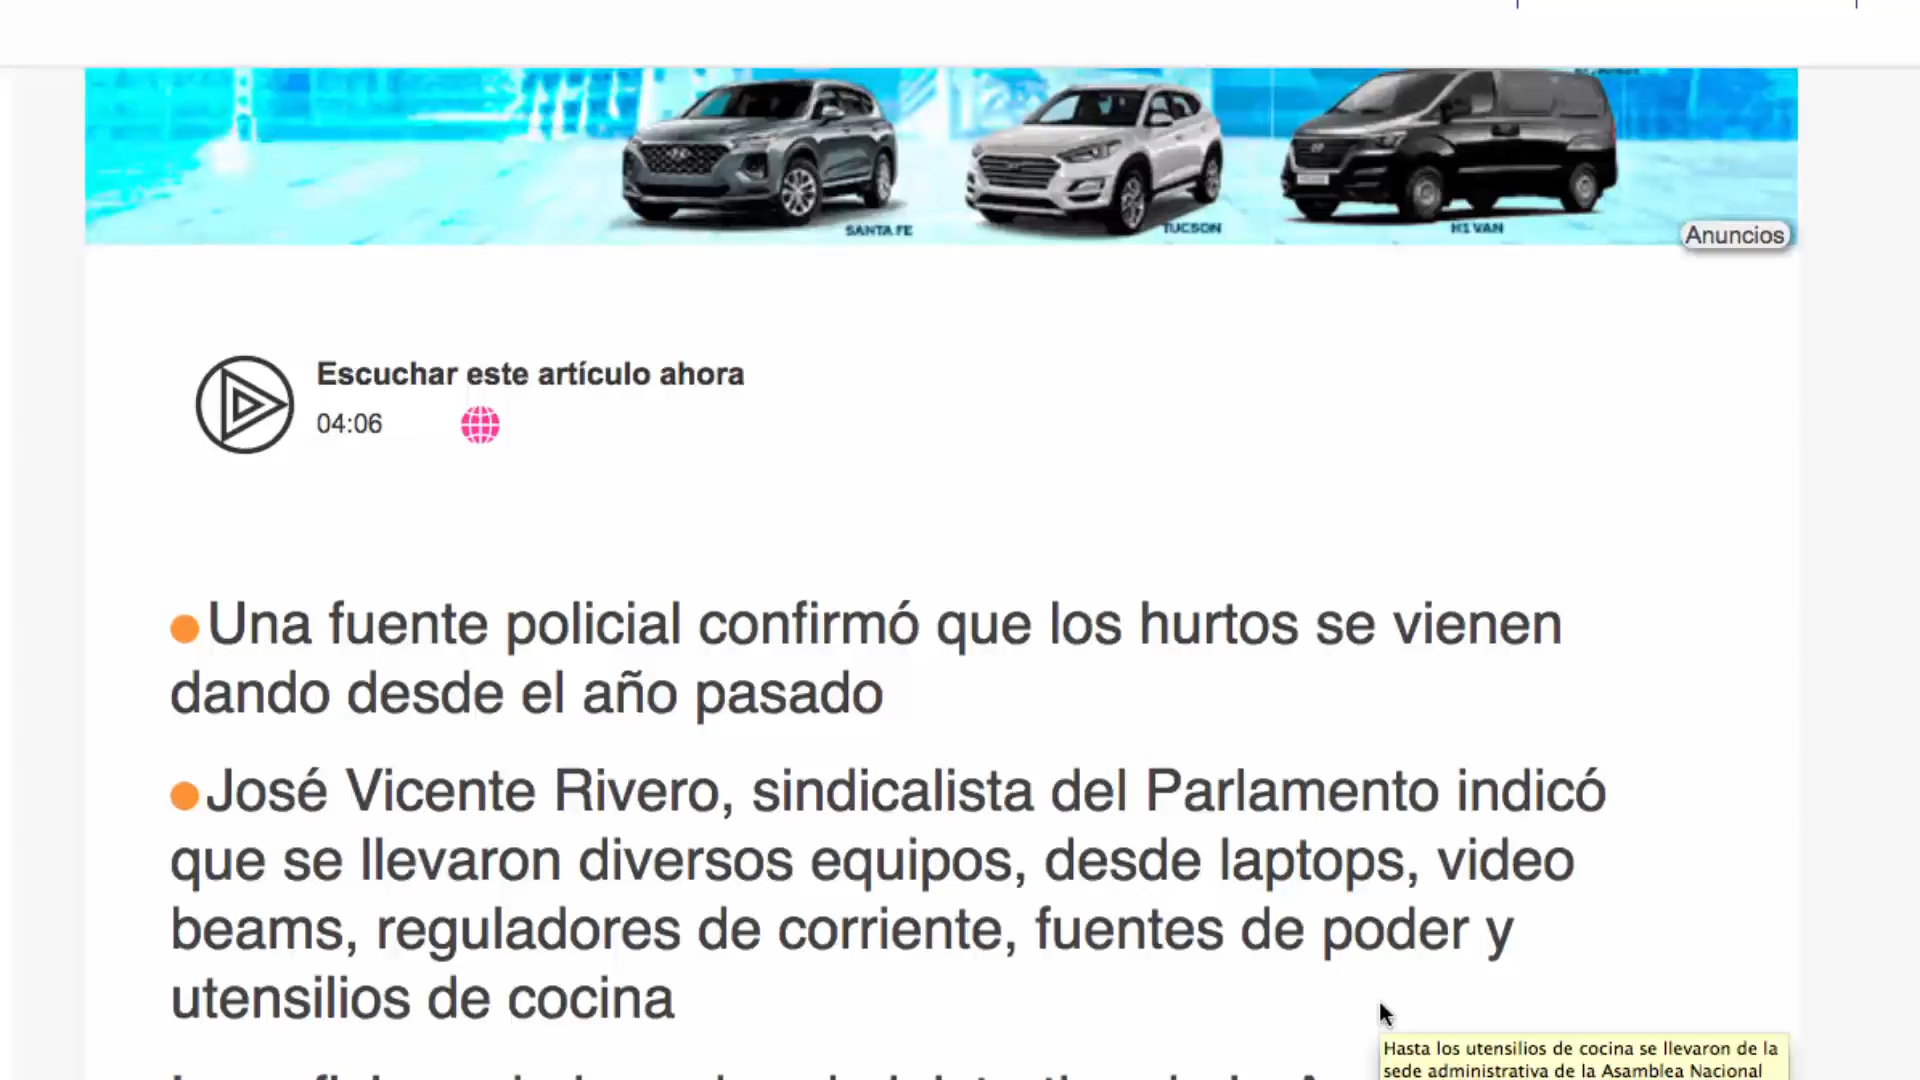 SANTA FE
TUCSON
H1 VAN
Anuncios
Escuchar este artículo ahora
04:06
Una fuente policial confirmó que los hurtos se vienen
dando desde el año pasado
José Vicente Rivero, sindicalista del Parlamento indicó
que se llevaron diversos equipos, desde laptops, video
beams, reguladores de corriente, fuentes de poder y
utensilios de cocina
Hasta los utensilios de cocina se llevaron de la
sede administrativa de la Asamblea Nacional